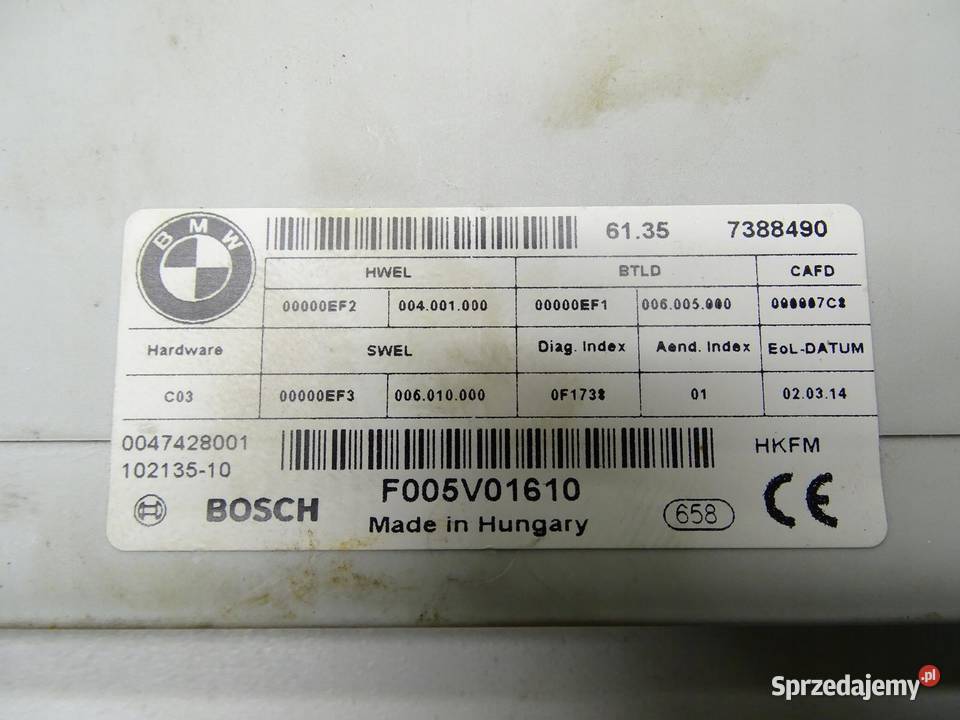 BMW
61.35 7388490
HWEL BTLD CAFD
00000EF2 004.001.000 00000EF1 006.005.000
Hardware SWEL Diag. Index Aend. Index EoL-DATUM
C03 00000EF3 006.010.000 0F1738 01 02.03.14
0047428001
102135-10
HKFM
F005V01610
BOSCH
Made in Hungary
658
CE
Sprzedajemy.pl